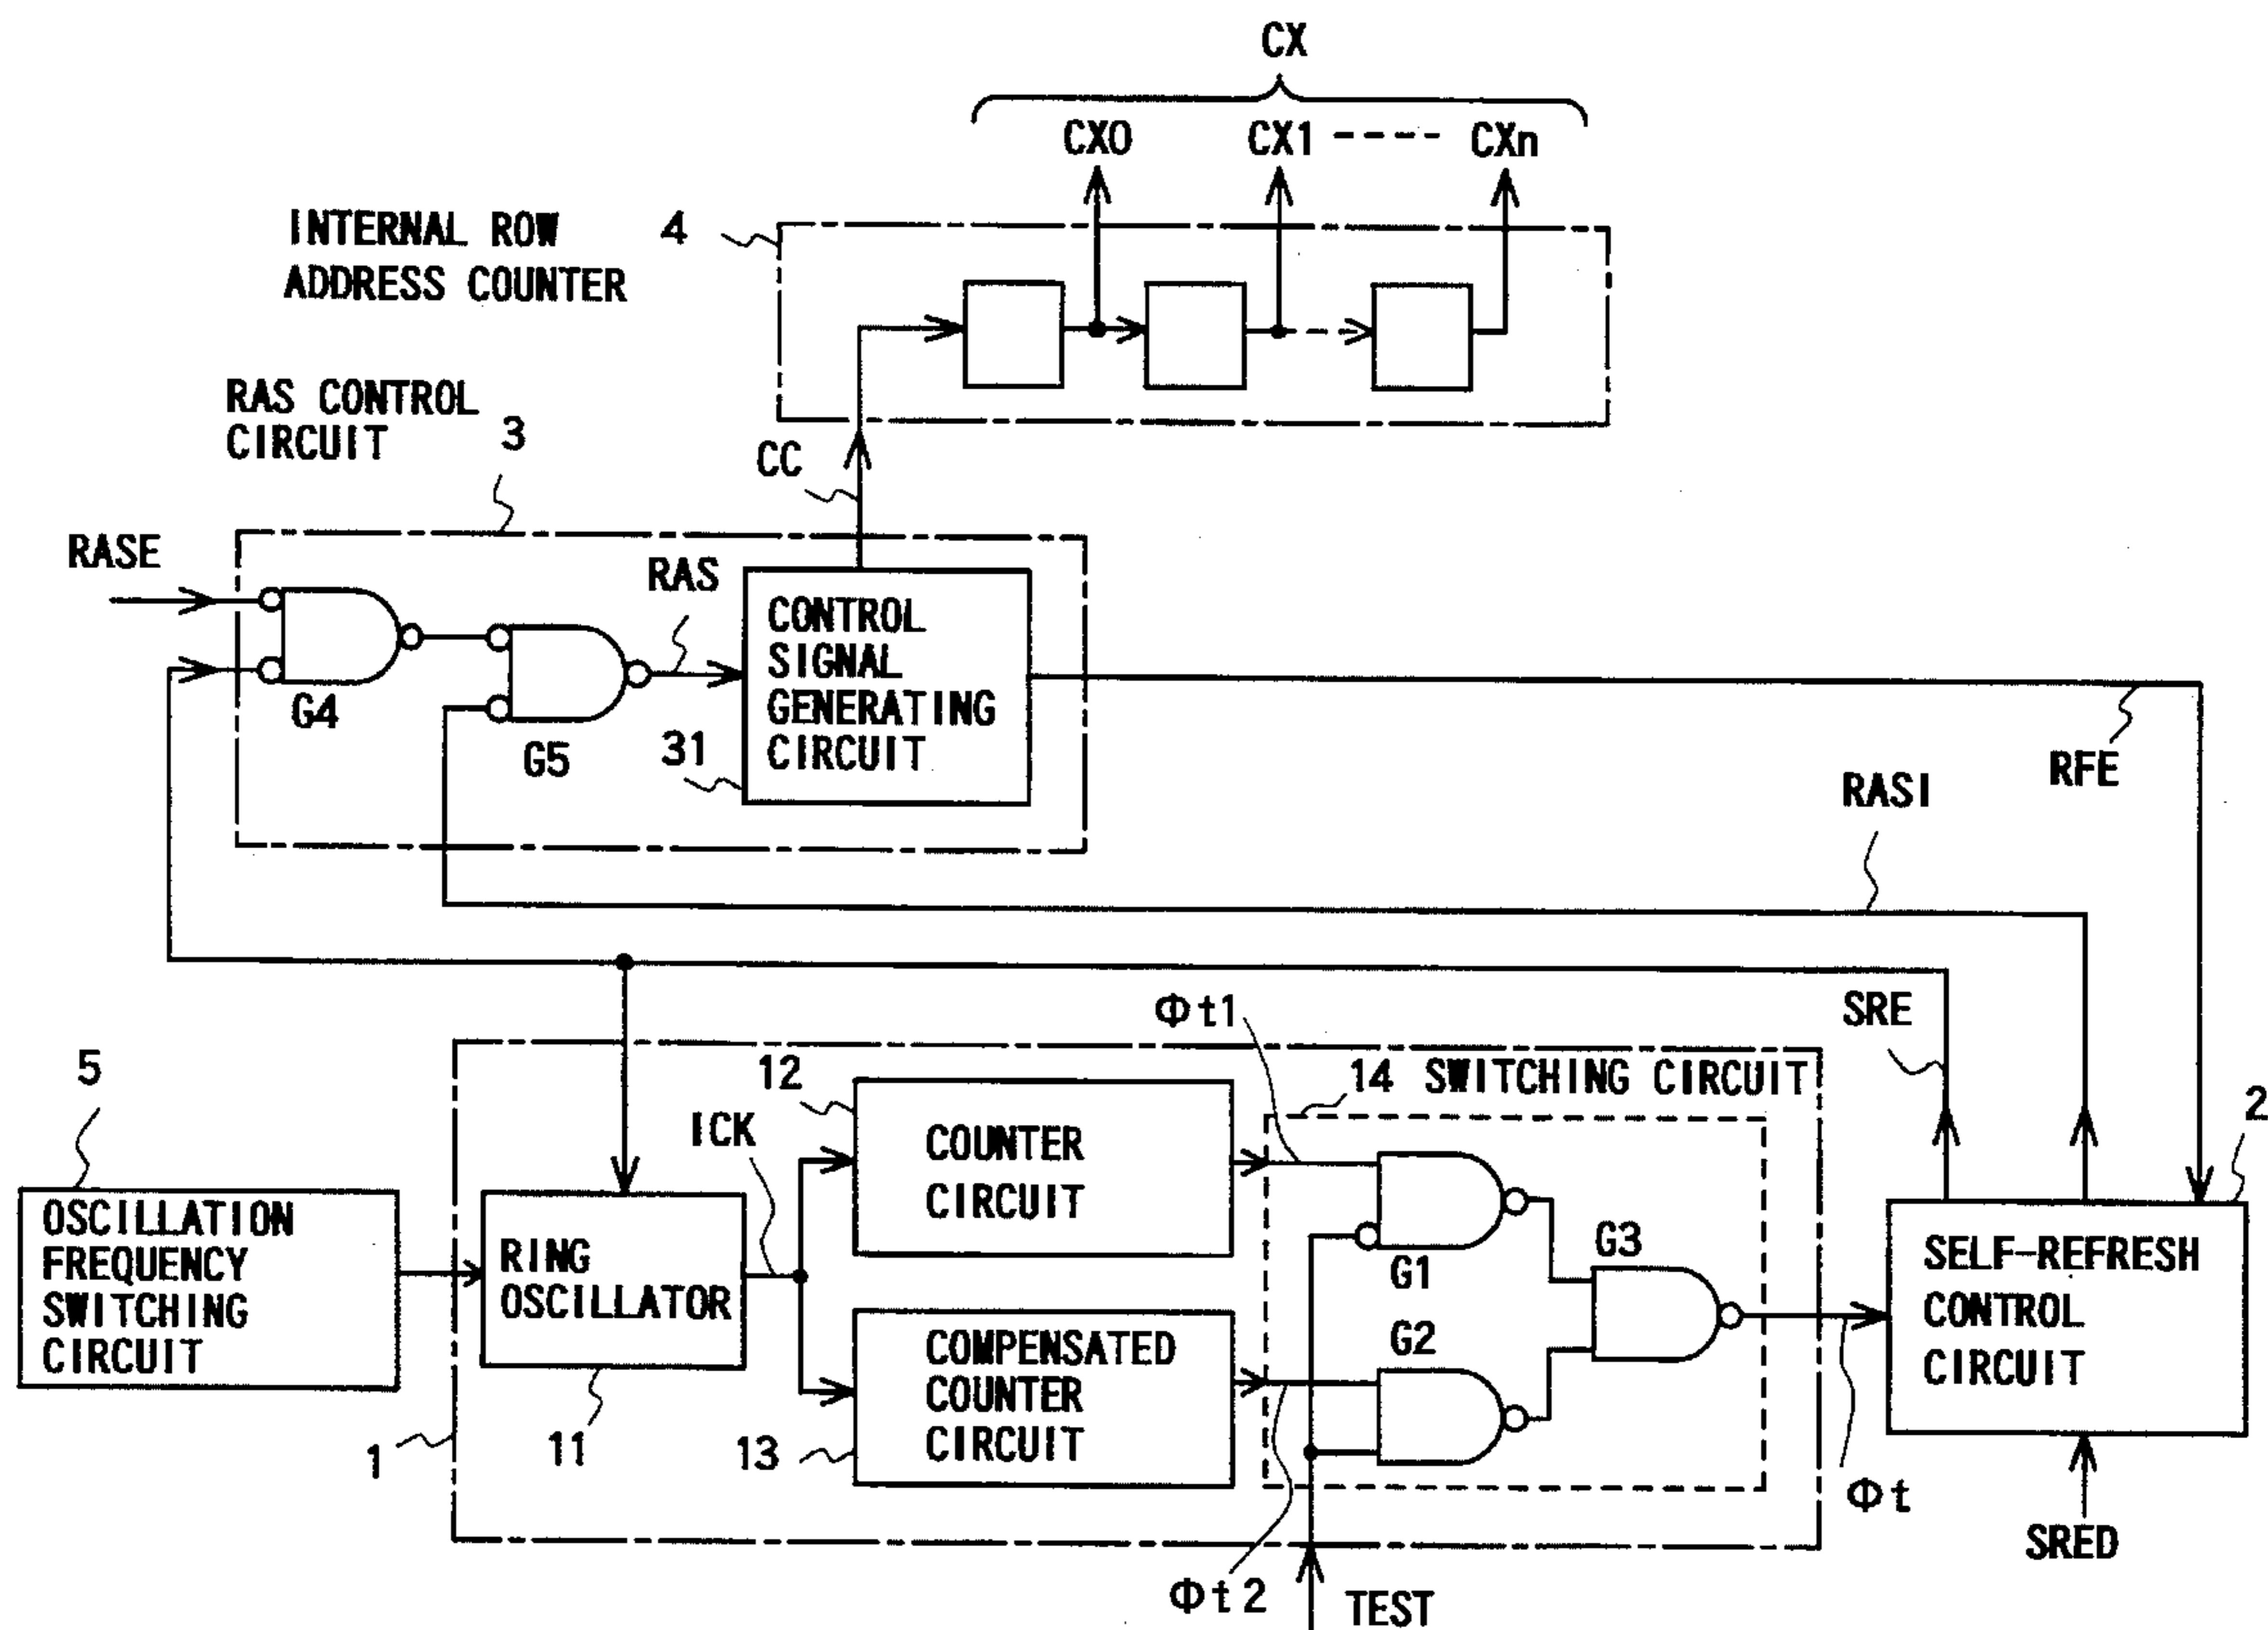 CX
CX0
CX1
CXn
INTERNAL ROW
ADDRESS COUNTER
4
RAS CONTROL
CIRCUIT
3
CC
RASE
RAS
G4
G5
31
CONTROL
SIGNAL
GENERATING
CIRCUIT
RFE
RASI
SRE
Φt1
5
12
14 SWITCHING CIRCUIT
2
ICK
OSCILLATION
FREQUENCY
SWITCHING
CIRCUIT
RING
OSCILLATOR
COUNTER
CIRCUIT
G1
G3
G2
COMPENSATED
COUNTER
CIRCUIT
SELF-REFRESH
CONTROL
CIRCUIT
1
11
13
Φt
Φt2
TEST
SRED